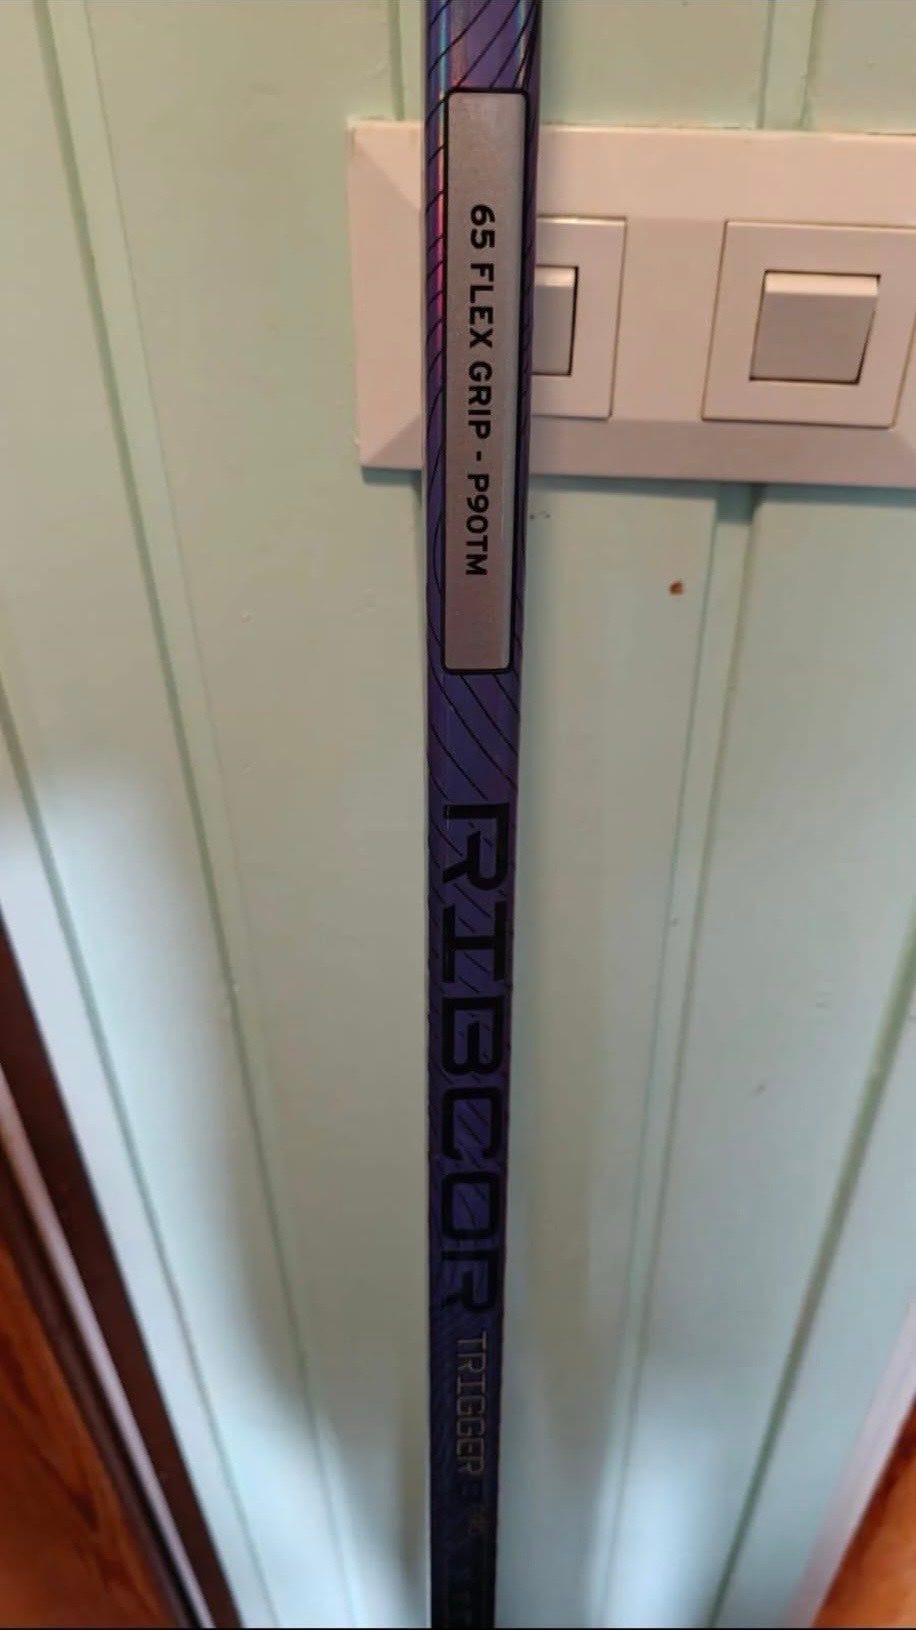 65 FLEX GRIP - P90TM
RIBCOR
TRIGGER